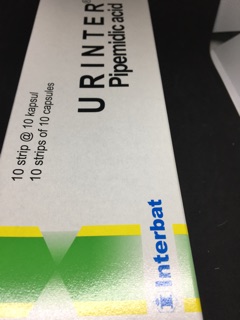 URINTER®
Pipemidic acid
10 strip @ 10 kapsul
10 strips of 10 capsules
Interbat